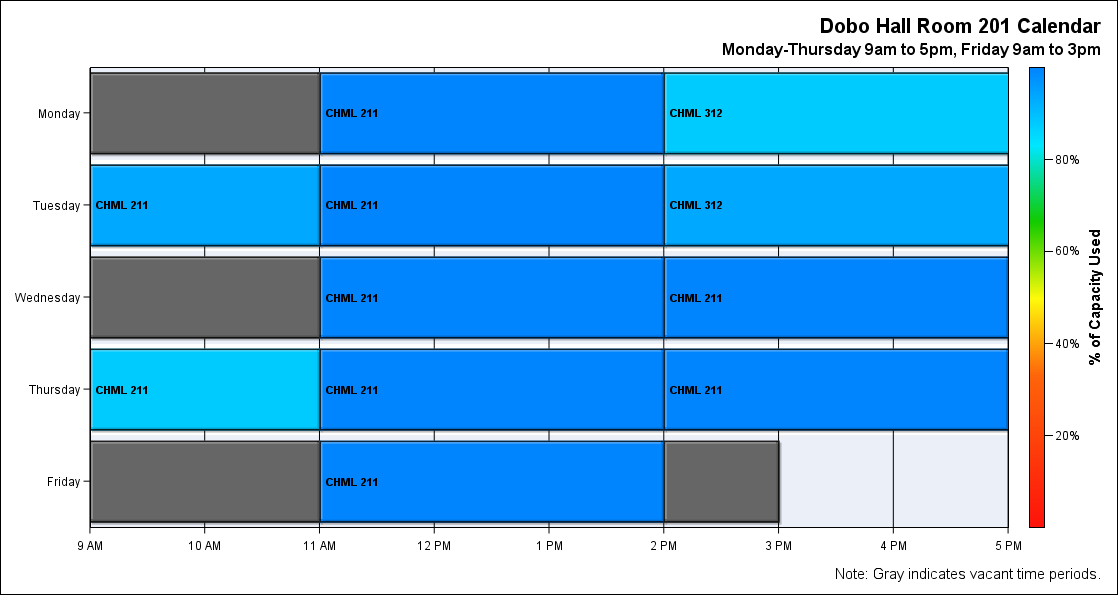 Dobo Hall Room 201 Calendar
Monday-Thursday 9am to 5pm, Friday 9am to 3pm
Monday
CHML 211
CHML 312
Tuesday
CHML 211
CHML 211
CHML 312
Wednesday
CHML 211
CHML 211
Thursday
CHML 211
CHML 211
CHML 211
Friday
CHML 211
9 AM
10 AM
11 AM
12 PM
1 PM
2 PM
3 PM
4 PM
5 PM
80%
60%
40%
20%
% of Capacity Used
Note: Gray indicates vacant time periods.